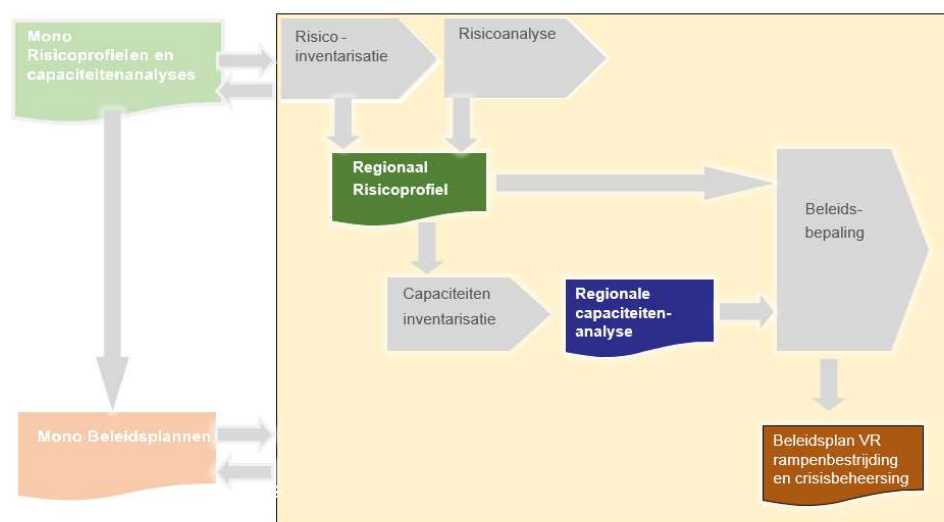 Mono
Risicoprofielen en
capaciteitenanalyses
Risico -
inventarisatie
Risicoanalyse
Regionaal
Risicoprofiel
Beleids-
bepaling
Capaciteiten
inventarisatie
Regionale
capaciteiten-
analyse
Mono Beleidsplannen
Beleidsplan VR
rampenbestrijding
en crisisbeheersing